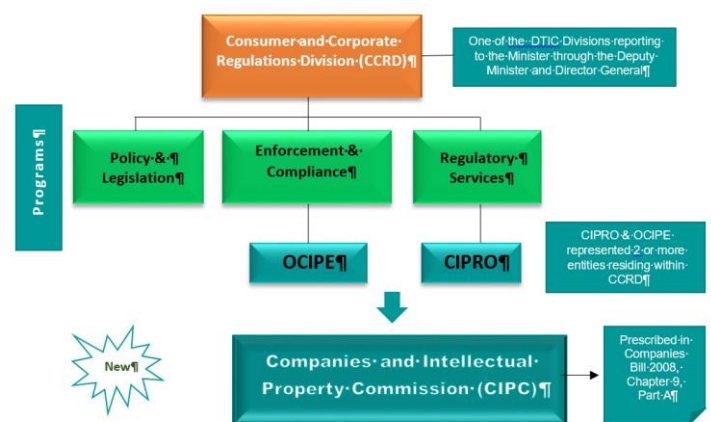 Consumer·and·Corporate·
Regulations·Division·(CCRD)¶
One·of·the··DTIC·Divisions·reporting·
to·the·Minister·through·the·Deputy·
Minister·and·Director·General¶
Programs¶
Policy·&·¶
Legislation¶
Enforcement·&·
Compliance¶
Regulatory·¶
Services¶
OCIPE¶
CIPRO¶
CIPRO·&·OCIPE·
represented·2·or·more·
entities·residing·within·
CCRD¶
New¶
Companies·and·Intellectual·
Property·Commission·(CIPC)¶
Prescribed·in·
Companies·
Bill·2008,·
Chapter·9,·
Part·A¶